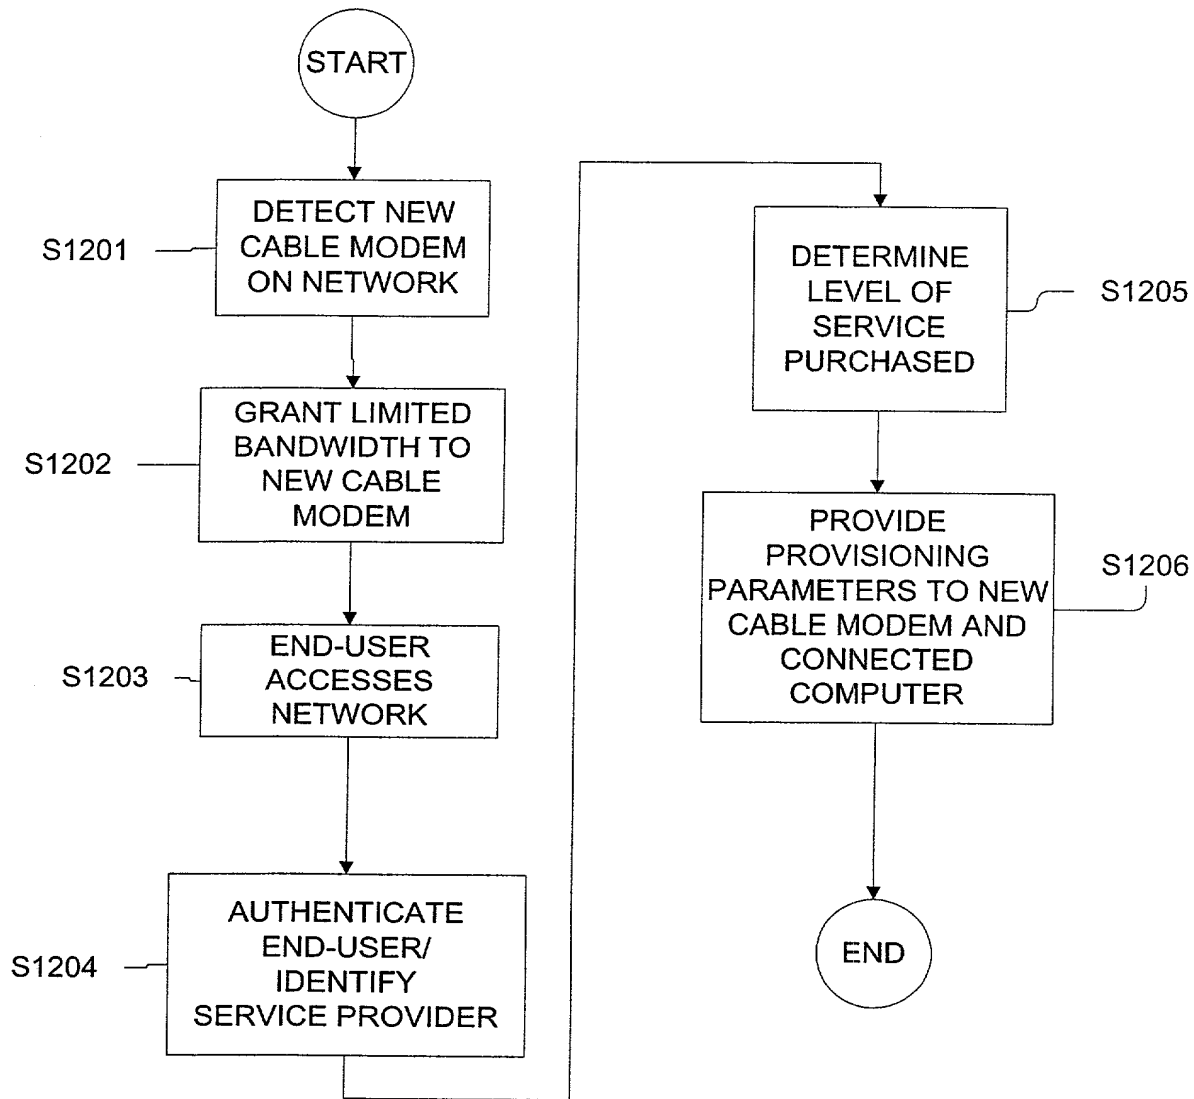 START
DETECT NEW
CABLE MODEM
ON NETWORK
S1201
GRANT LIMITED
BANDWIDTH TO
NEW CABLE
MODEM
S1202
END-USER
ACCESSES
NETWORK
S1203
AUTHENTICATE
END-USER/
IDENTIFY
SERVICE PROVIDER
S1204
DETERMINE
LEVEL OF
SERVICE
PURCHASED
S1205
PROVIDE
PROVISIONING
PARAMETERS TO NEW
CABLE MODEM AND
CONNECTED
COMPUTER
S1206
END